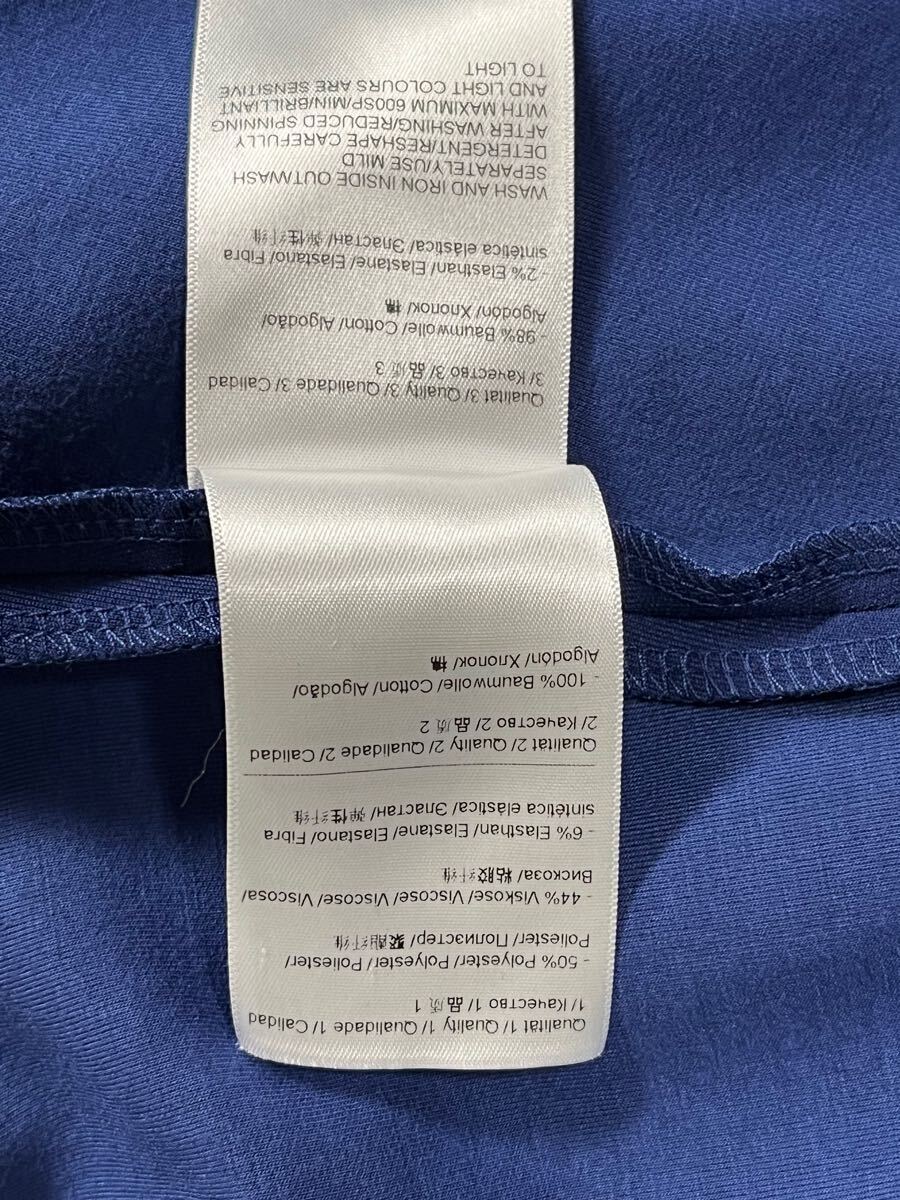 Qualität 1/ Quality 1/ Qualidade 1/ Calidad
1/ Качество 1/ 品质 1
- 50% Polyester/ Polyester/ Poliester/
Poliester/ Полиэстер/ 聚酯纤维
- 44% Viskose/ Viscose/ Viscose/ Viscosa/
Вискоза/ 粘胶纤维
- 6% Elasthan/ Elastane/ Elastano/ Fibra
sintética elástica/ Эластан/ 弹性纤维
Qualität 2/ Quality 2/ Qualidade 2/ Calidad
2/ Качество 2/ 品质 2
- 100% Baumwolle/ Cotton/ Algodão/
Algodón/ Хлопок/ 棉
Qualität 3/ Quality 3/ Qualidade 3/ Calidad
3/ Качество 3/ 品质 3
- 98% Baumwolle/ Cotton/ Algodão/
Algodón/ Хлопок/ 棉
- 2% Elasthan/ Elastane/ Elastano/ Fibra
sintética elástica/ Эластан/ 弹性纤维
WASH AND IRON INSIDE OUT/WASH
SEPARATELY/USE MILD
DETERGENT/RESHAPE CAREFULLY
AFTER WASHING/REDUCED SPINNING
WITH MAXIMUM 600SP/MIN/BRILLIANT
AND LIGHT COLOURS ARE SENSITIVE
TO LIGHT